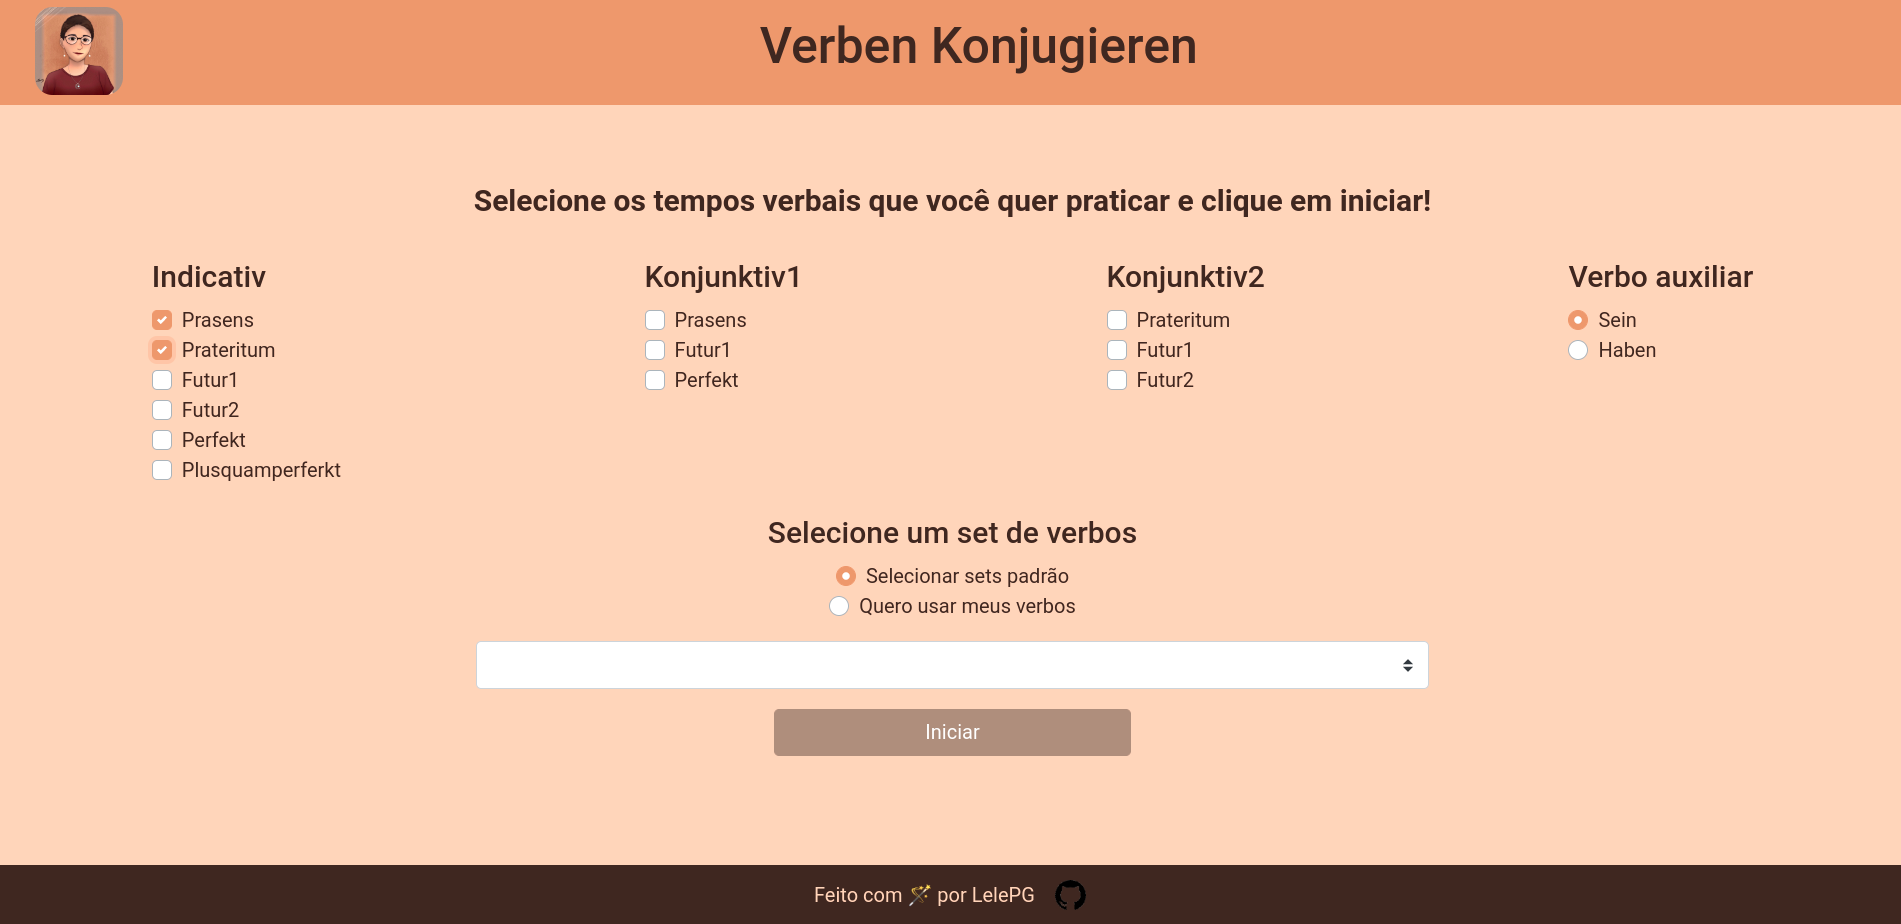 Verben Konjugieren
Selecione os tempos verbais que você quer praticar e clique em iniciar!
Indicativ
Prasens
Prateritum
Futur1
Futur2
Perfekt
Plusquamperferkt
Konjunktiv1
Prasens
Futur1
Perfekt
Konjunktiv2
Prateritum
Futur1
Futur2
Verbo auxiliar
Sein
Haben
Selecione um set de verbos
Selecionar sets padrão
Quero usar meus verbos
Iniciar
Feito com 🪄 por LelePG